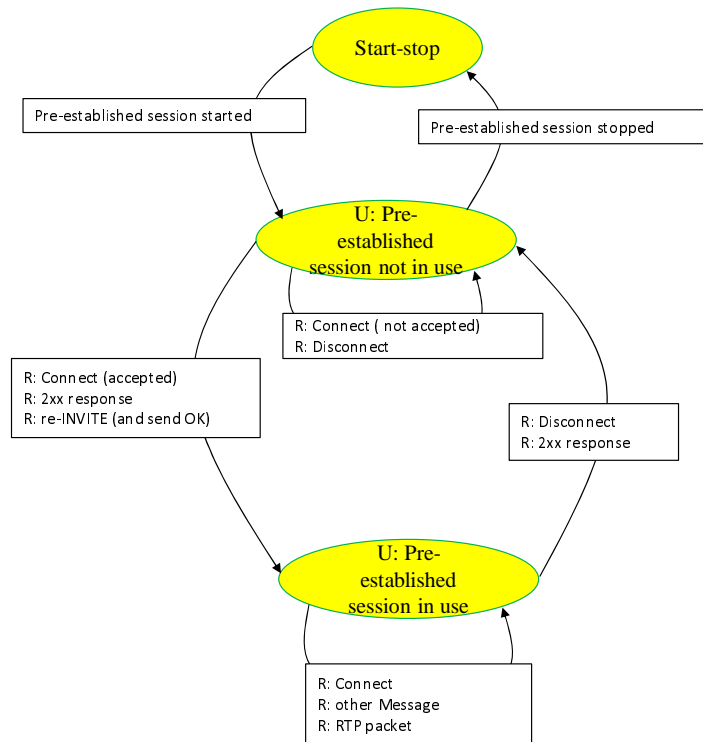 Start-stop
Pre-established session started
Pre-established session stopped
U: Pre-
established
session not in use
R: Connect ( not accepted)
R: Disconnect
R: Connect (accepted)
R: 2xx response
R: re-INVITE (and send OK)
R: Disconnect
R: 2xx response
U: Pre-
established
session in use
R: Connect
R: other Message
R: RTP packet